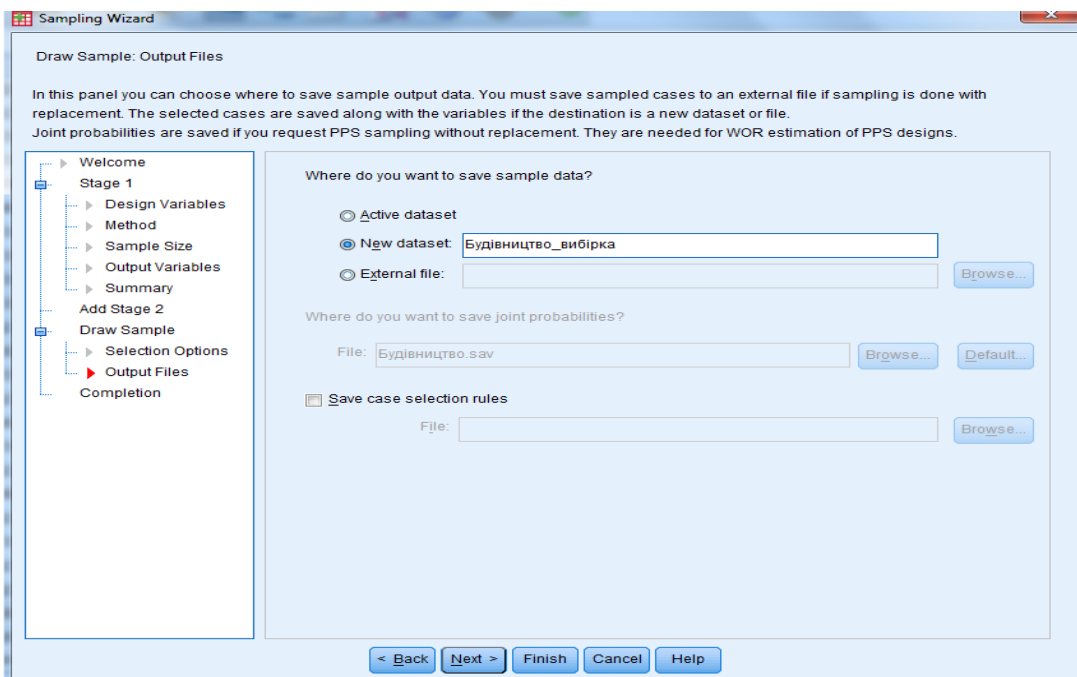 Sampling Wizard
Draw Sample: Output Files
In this panel you can choose where to save sample output data. You must save sampled cases to an external file if sampling is done with
replacement. The selected cases are saved along with the variables if the destination is a new dataset or file.
Joint probabilities are saved if you request PPS sampling without replacement. They are needed for WOR estimation of PPS designs.
Welcome
Stage 1
Design Variables
Method
Sample Size
Output Variables
Summary
Add Stage 2
Draw Sample
Selection Options
Output Files
Completion
Where do you want to save sample data?
Active dataset
New dataset: Будівництво_вибірка
External file: Browse...
Where do you want to save joint probabilities?
File: Будівництво.sav Browse... Default...
Save case selection rules
File: Browse...
< Back Next > Finish Cancel Help